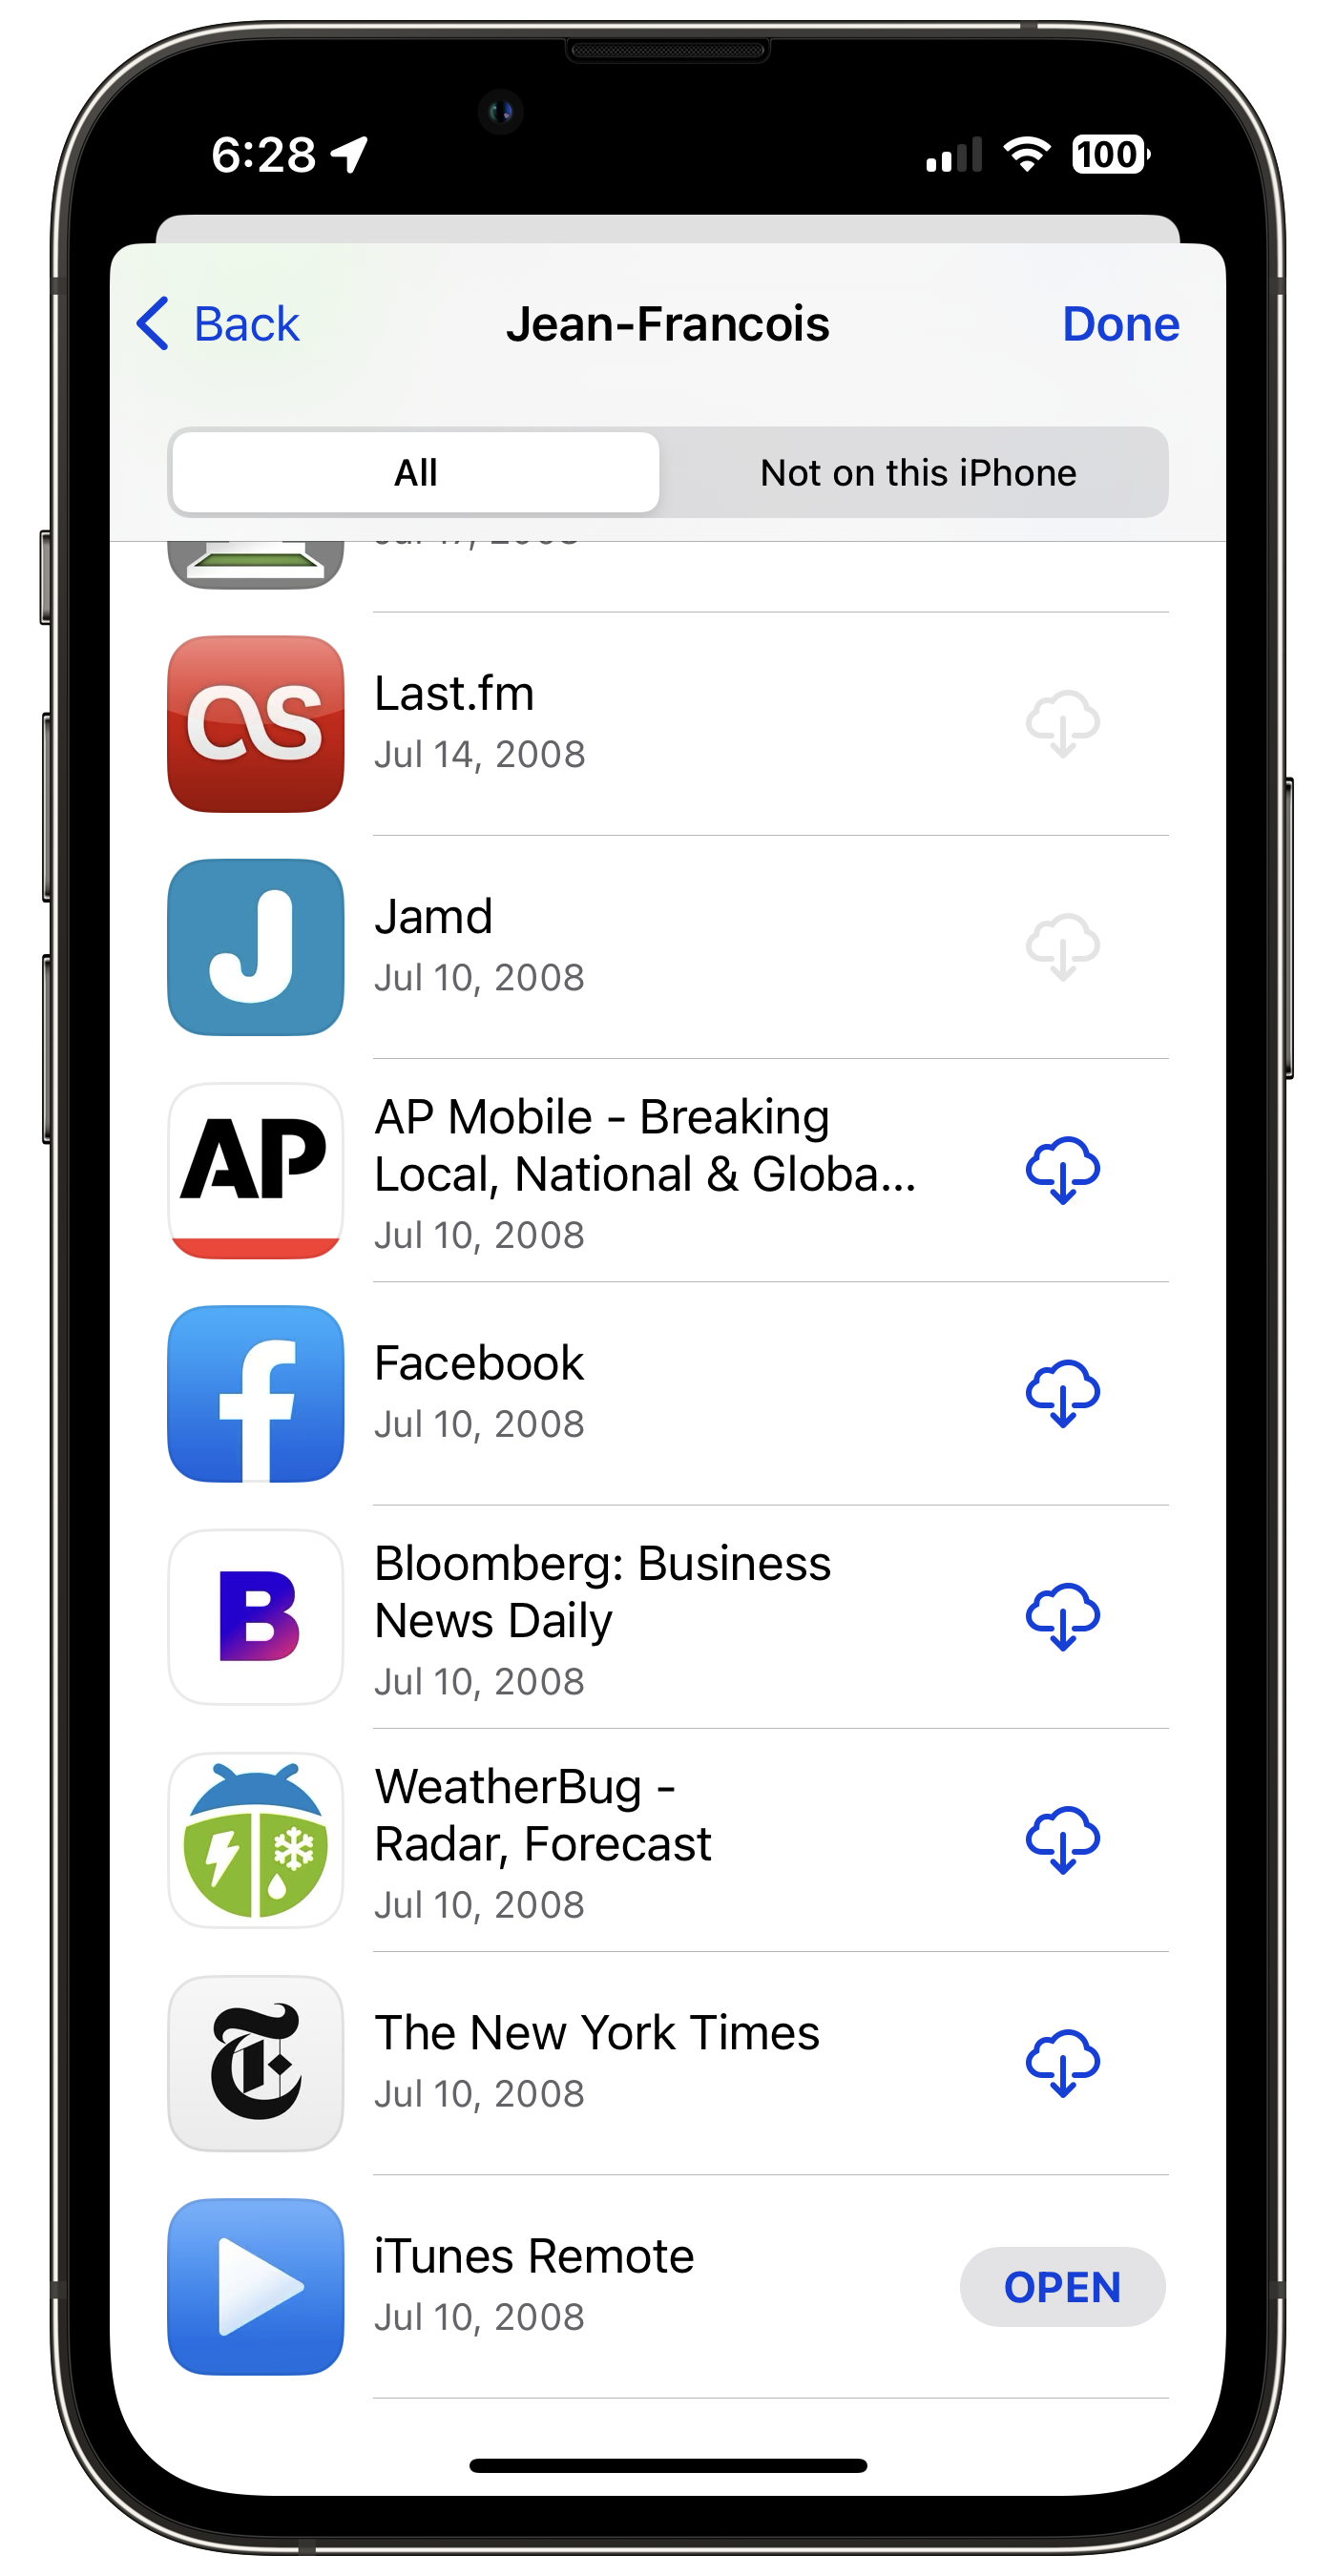 6:28
100
Back
Jean-Francois
Done
All
Not on this iPhone
Last.fm
Jul 14, 2008
J
Jamd
Jul 10, 2008
AP
AP Mobile - Breaking
Local, National & Globa...
Jul 10, 2008
f
Facebook
Jul 10, 2008
B
Bloomberg: Business
News Daily
Jul 10, 2008
WeatherBug -
Radar, Forecast
Jul 10, 2008
T
The New York Times
Jul 10, 2008
iTunes Remote
Jul 10, 2008
OPEN